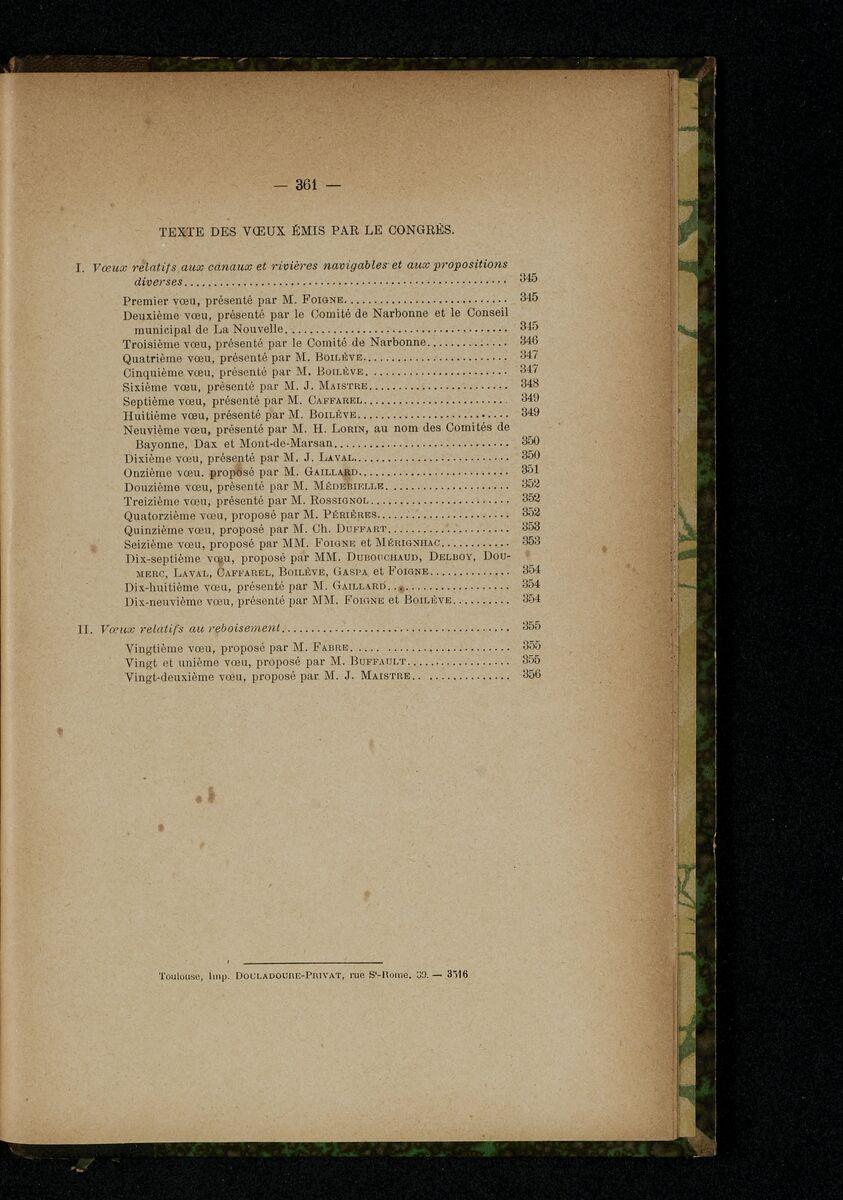 — 361 —
TEXTE DES VŒUX ÉMIS PAR LE CONGRÈS.
I. Vœux relatifs aux canaux et rivières navigables et aux propositions
diverses........ 345
Premier vœu, présenté par M. FOIGNE........ 345
Deuxième vœu, présenté par le Comité de Narbonne et le Conseil
municipal de La Nouvelle........ 345
Troisième vœu, présenté par le Comité de Narbonne........ 346
Quatrième vœu, présenté par M. BOILÈVE........ 347
Cinquième vœu, présenté par M. BOILÈVE........ 347
Sixième vœu, présenté par M. J. MAISTRE........ 348
Septième vœu, présenté par M. CAFFAREL........ 349
Huitième vœu, présenté par M. BOILÈVE........ 349
Neuvième vœu, présenté par M. H. LORIN, au nom des Comités de
Bayonne, Dax et Mont-de-Marsan........ 350
Dixième vœu, présenté par M. J. LAVAL........ 350
Onzième vœu. proposé par M. GAILLARD........ 351
Douzième vœu, présenté par M. MÉDEBIELLE........ 352
Treizième vœu, présenté par M. ROSSIGNOL........ 352
Quatorzième vœu, proposé par M. PÉRIÈRES........ 352
Quinzième vœu, proposé par M. Ch. DUFFART........ 353
Seizième vœu, proposé par MM. FOIGNE et MÉRIGNHAC........ 353
Dix-septième vœu, proposé par MM. DUBOUCHAUD, DELBOY, DOU-
MERC, LAVAL, CAFFAREL, BOILÈVE, GASPA et FOIGNE........ 354
Dix-huitième vœu, présenté par M. GAILLARD........ 354
Dix-neuvième vœu, présenté par MM. FOIGNE et BOILÈVE........ 354
II. Vœux relatifs au reboisement........ 355
Vingtième vœu, proposé par M. FABRE........ 355
Vingt et unième vœu, proposé par M. BUFFAULT........ 355
Vingt-deuxième vœu, proposé par M. J. MAISTRE........ 356
Toulouse, Imp. DOULADOURE-PRIVAT, rue St-Rome, 39. — 3516